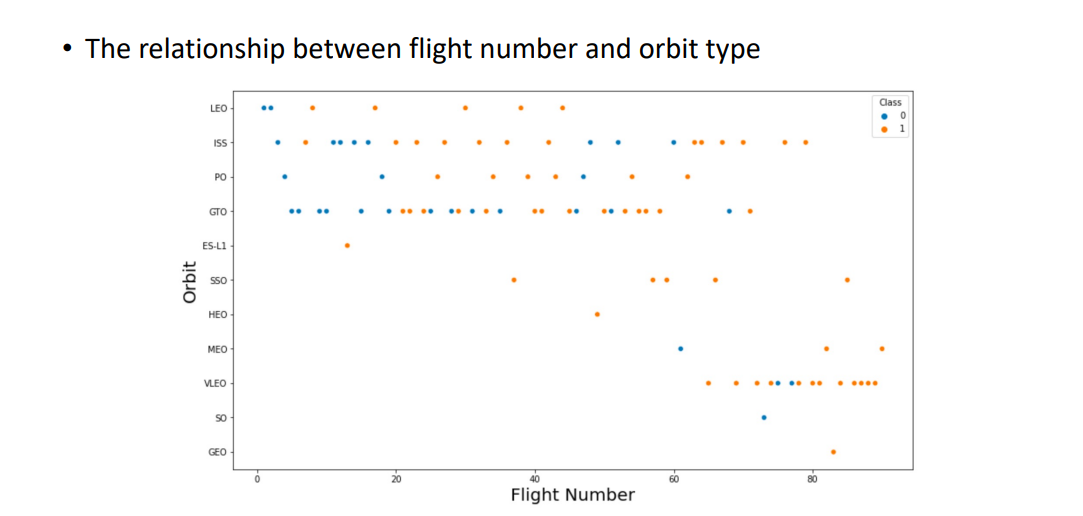 • The relationship between flight number and orbit type
Class
0
1
LEO
ISS
PO
GTO
ES-L1
SSO
HEO
MEO
VLEO
SO
GEO
Orbit
0 20 40 60 80
Flight Number